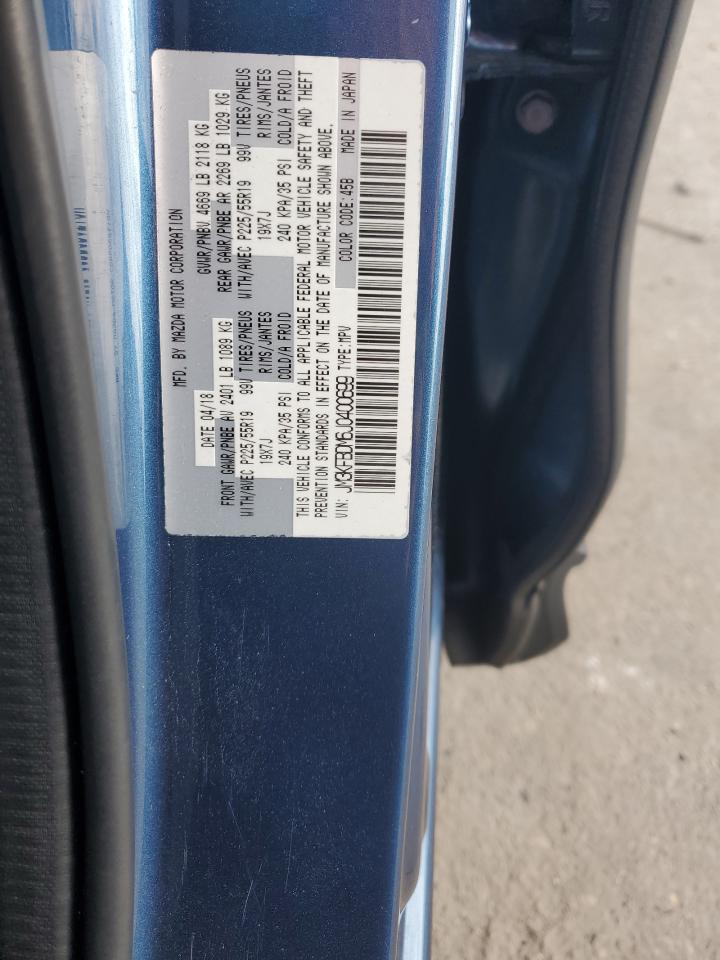 MFD. BY MAZDA MOTOR CORPORATION
DATE 04/18 GVWR/PNBV 4669 LB 2118 KG
FRONT GAWR/PNBE AV 2401 LB 1089 KG REAR GAWR/PNBE AR 2269 LB 1029 KG
WITH/AVEC P225/55R19 99V TIRES/PNEUS WITH/AVEC P225/55R19 99V TIRES/PNEUS
19X7J RIMS/JANTES 19X7J RIMS/JANTES
240 KPA/35 PSI COLD/A FROID 240 KPA/35 PSI COLD/A FROID
THIS VEHICLE CONFORMS TO ALL APPLICABLE FEDERAL MOTOR VEHICLE SAFETY AND THEFT
PREVENTION STANDARDS IN EFFECT ON THE DATE OF MANUFACTURE SHOWN ABOVE.
VIN: JM3KFBDM6J0400699 TYPE:MPV COLOR CODE:45B MADE IN JAPAN